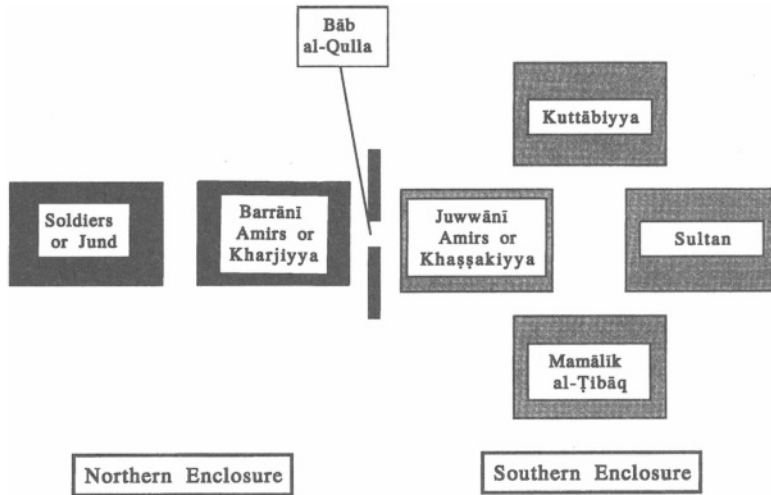 Bāb
al-Qulla
Kuttābiyya
Soldiers
or Jund
Barrānī
Amirs or
Kharjiyya
Juwwānī
Amirs or
Khaṣṣakiyya
Sultan
Mamālīk
al-Ṭibāq
Northern Enclosure
Southern Enclosure